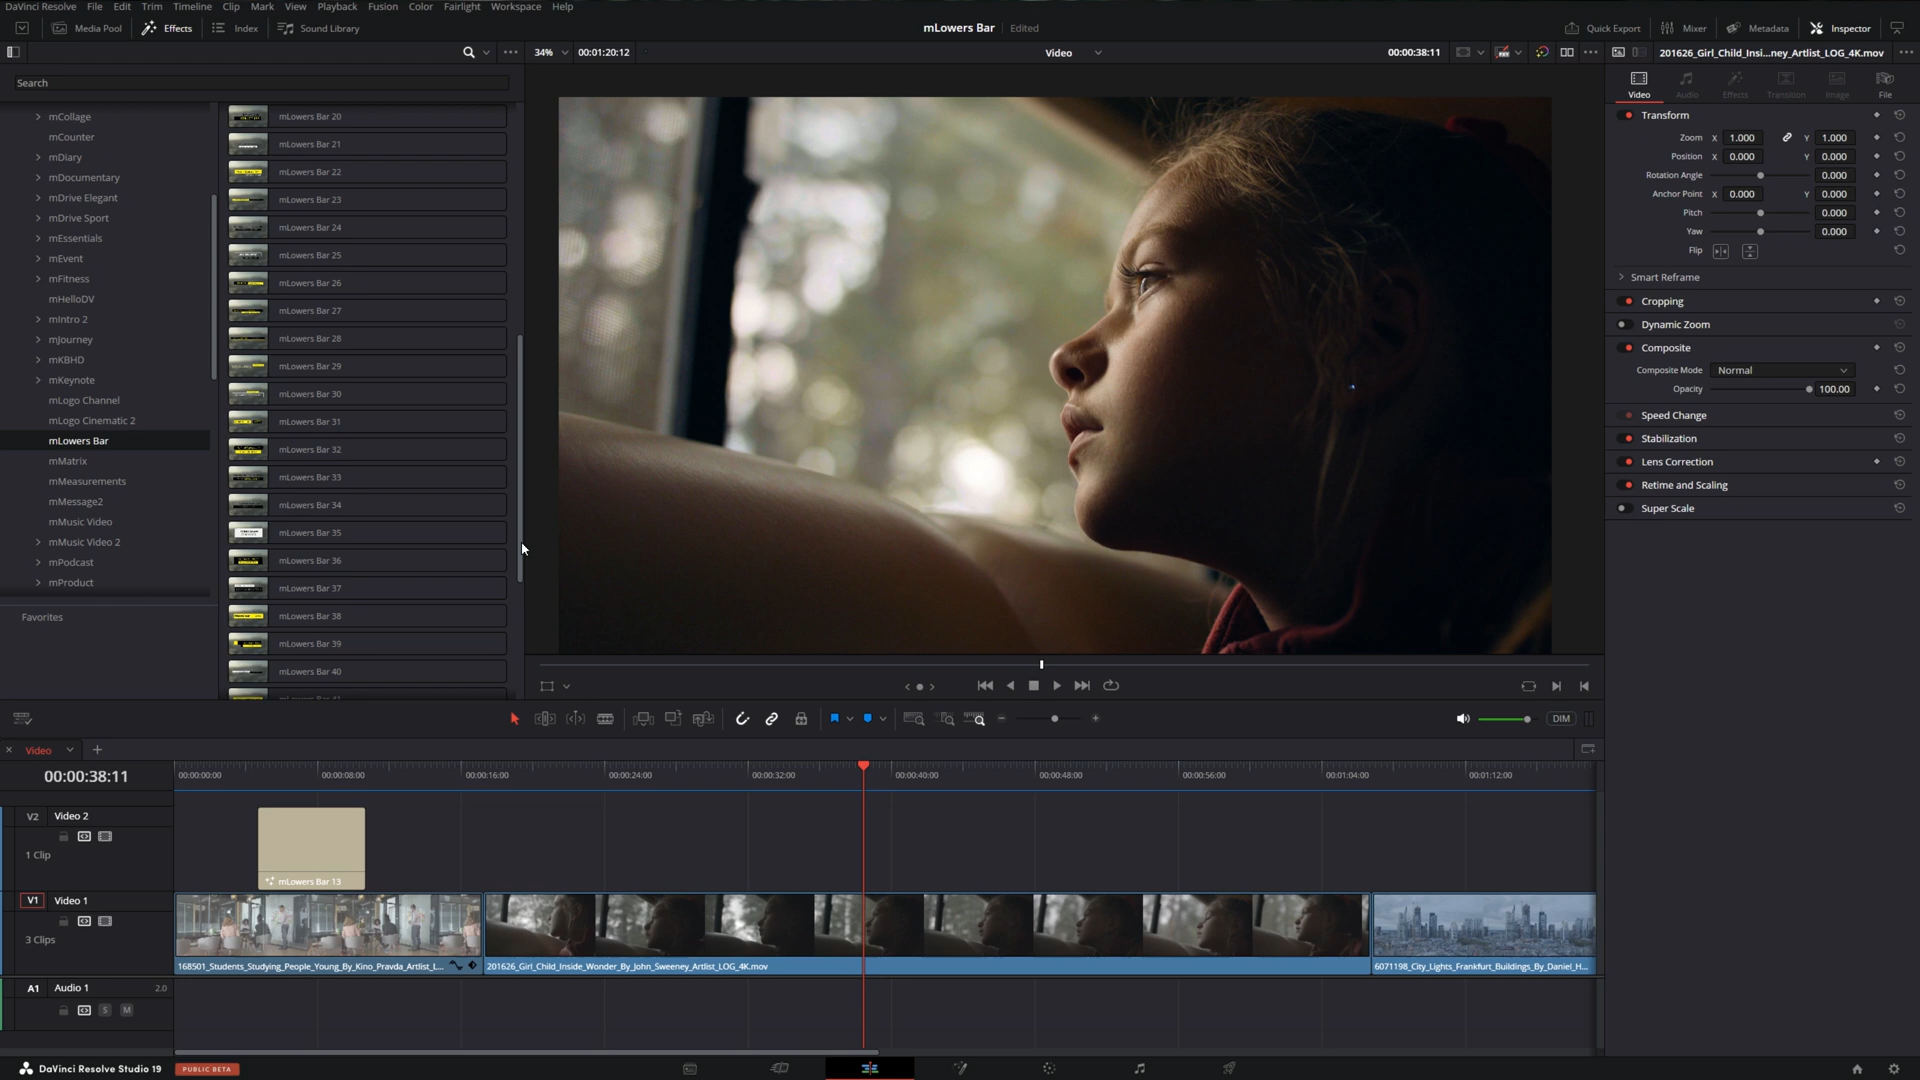 DaVinci Resolve File Edit Trim Timeline Clip Mark View Playback Fusion Color Fairlight Workspace Help
Media Pool Effects Index Sound Library mLowers Bar Edited Quick Export Mixer Metadata Inspector
34% 00:01:20:12 Video 00:00:38:11 201626_Girl_Child_Insi...ney_Artlist_LOG_4K.mov
Search
Video Audio Effects Transition Image File
mCollage
mCounter
mDiary
mDocumentary
mDrive Elegant
mDrive Sport
mEssentials
mEvent
mFitness
mHelloDV
mIntro 2
mJourney
mKBHD
mKeynote
mLogo Channel
mLogo Cinematic 2
mLowers Bar
mMatrix
mMeasurements
mMessage2
mMusic Video
mMusic Video 2
mPodcast
mProduct
Favorites
mLowers Bar 20
mLowers Bar 21
mLowers Bar 22
mLowers Bar 23
mLowers Bar 24
mLowers Bar 25
mLowers Bar 26
mLowers Bar 27
mLowers Bar 28
mLowers Bar 29
mLowers Bar 30
mLowers Bar 31
mLowers Bar 32
mLowers Bar 33
mLowers Bar 34
mLowers Bar 35
mLowers Bar 36
mLowers Bar 37
mLowers Bar 38
mLowers Bar 39
mLowers Bar 40
Transform
Zoom X 1.000 Y 1.000
Position X 0.000 Y 0.000
Rotation Angle 0.000
Anchor Point X 0.000 Y 0.000
Pitch 0.000
Yaw 0.000
Flip
Smart Reframe
Cropping
Dynamic Zoom
Composite
Composite Mode Normal
Opacity 100.00
Speed Change
Stabilization
Lens Correction
Retime and Scaling
Super Scale
DIM
Video
00:00:38:11 00:00:00:00 00:00:08:00 00:00:16:00 00:00:24:00 00:00:32:00 00:00:40:00 00:00:48:00 00:00:56:00 00:01:04:00 00:01:12:00
V2 Video 2
1 Clip
mLowers Bar 13
V1 Video 1
3 Clips
168501_Students_Studying_People_Young_By_Kino_Pravda_Artlist_L... 201626_Girl_Child_Inside_Wonder_By_John_Sweeney_Artlist_LOG_4K.mov 6071198_City_Lights_Frankfurt_Buildings_By_Daniel_H...
A1 Audio 1 2.0
S M
DaVinci Resolve Studio 19 PUBLIC BETA